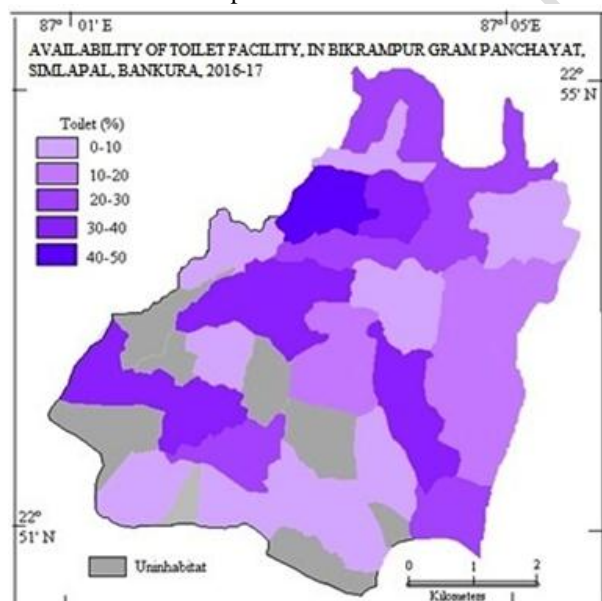 87° 01' E
87° 05' E
AVAILABILITY OF TOILET FACILITY, IN BIKRAMPUR GRAM PANCHAYAT,
SIMLAPAL, BANKURA, 2016-17
22°
55' N
Toilet (%)
0-10
10-20
20-30
30-40
40-50
22°
51' N
Uninhabitat
0 1 2
Kilometers